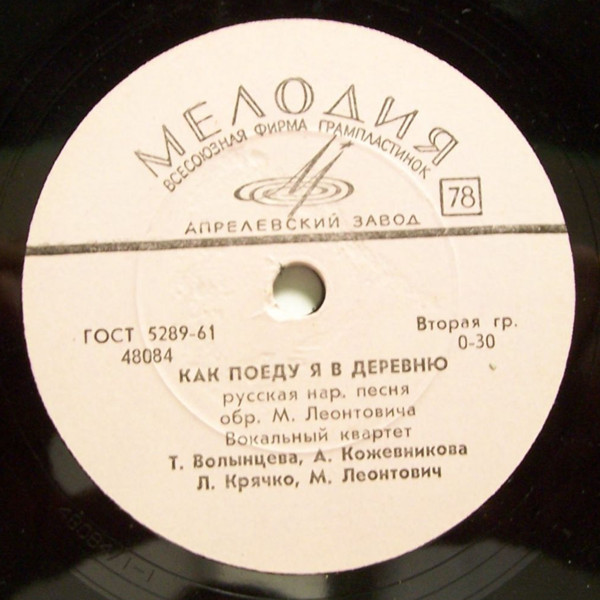 МЕЛОДИЯ
ВСЕСОЮЗНАЯ ФИРМА ГРАМПЛАСТИНОК
78
АПРЕЛЕВСКИЙ ЗАВОД
ГОСТ 5289-61
48084
Вторая гр.
0-30
КАК ПОЕДУ Я В ДЕРЕВНЮ
русская нар. песня
обр. М. Леонтовича
Вокальный квартет
Т. Волынцева, А. Кожевникова
Л. Крячко, М. Леонтович